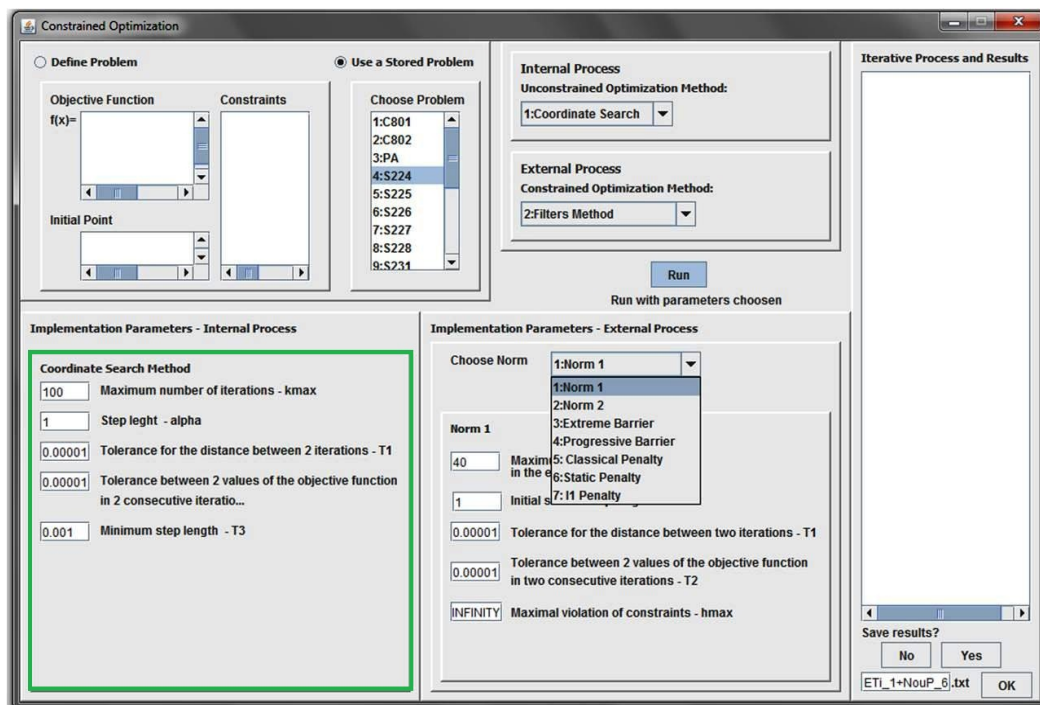 Constrained Optimization
Define Problem
Use a Stored Problem
Objective Function
Constraints
f(x)=
Initial Point
Choose Problem
1:C801
2:C802
3:PA
4:S224
5:S225
6:S226
7:S227
8:S228
9:S231
Internal Process
Unconstrained Optimization Method:
1:Coordinate Search
External Process
Constrained Optimization Method:
2:Filters Method
Run
Run with parameters choosen
Iterative Process and Results
Implementation Parameters - Internal Process
Coordinate Search Method
100 Maximum number of iterations - kmax
1 Step leght - alpha
0.00001 Tolerance for the distance between 2 iterations - T1
0.00001 Tolerance between 2 values of the objective function
in 2 consecutive iteratio...
0.001 Minimum step length - T3
Implementation Parameters - External Process
Choose Norm 1:Norm 1
1:Norm 1
2:Norm 2
3:Extreme Barrier
4:Progressive Barrier
5: Classical Penalty
6:Static Penalty
7: l1 Penalty
Norm 1
40
in the
1 Initial
0.00001 Tolerance for the distance between two iterations - T1
0.00001 Tolerance between 2 values of the objective function
in two consecutive iterations - T2
INFINITY Maximal violation of constraints - hmax
Save results?
No Yes
ETi_1+NouP_6 .txt OK